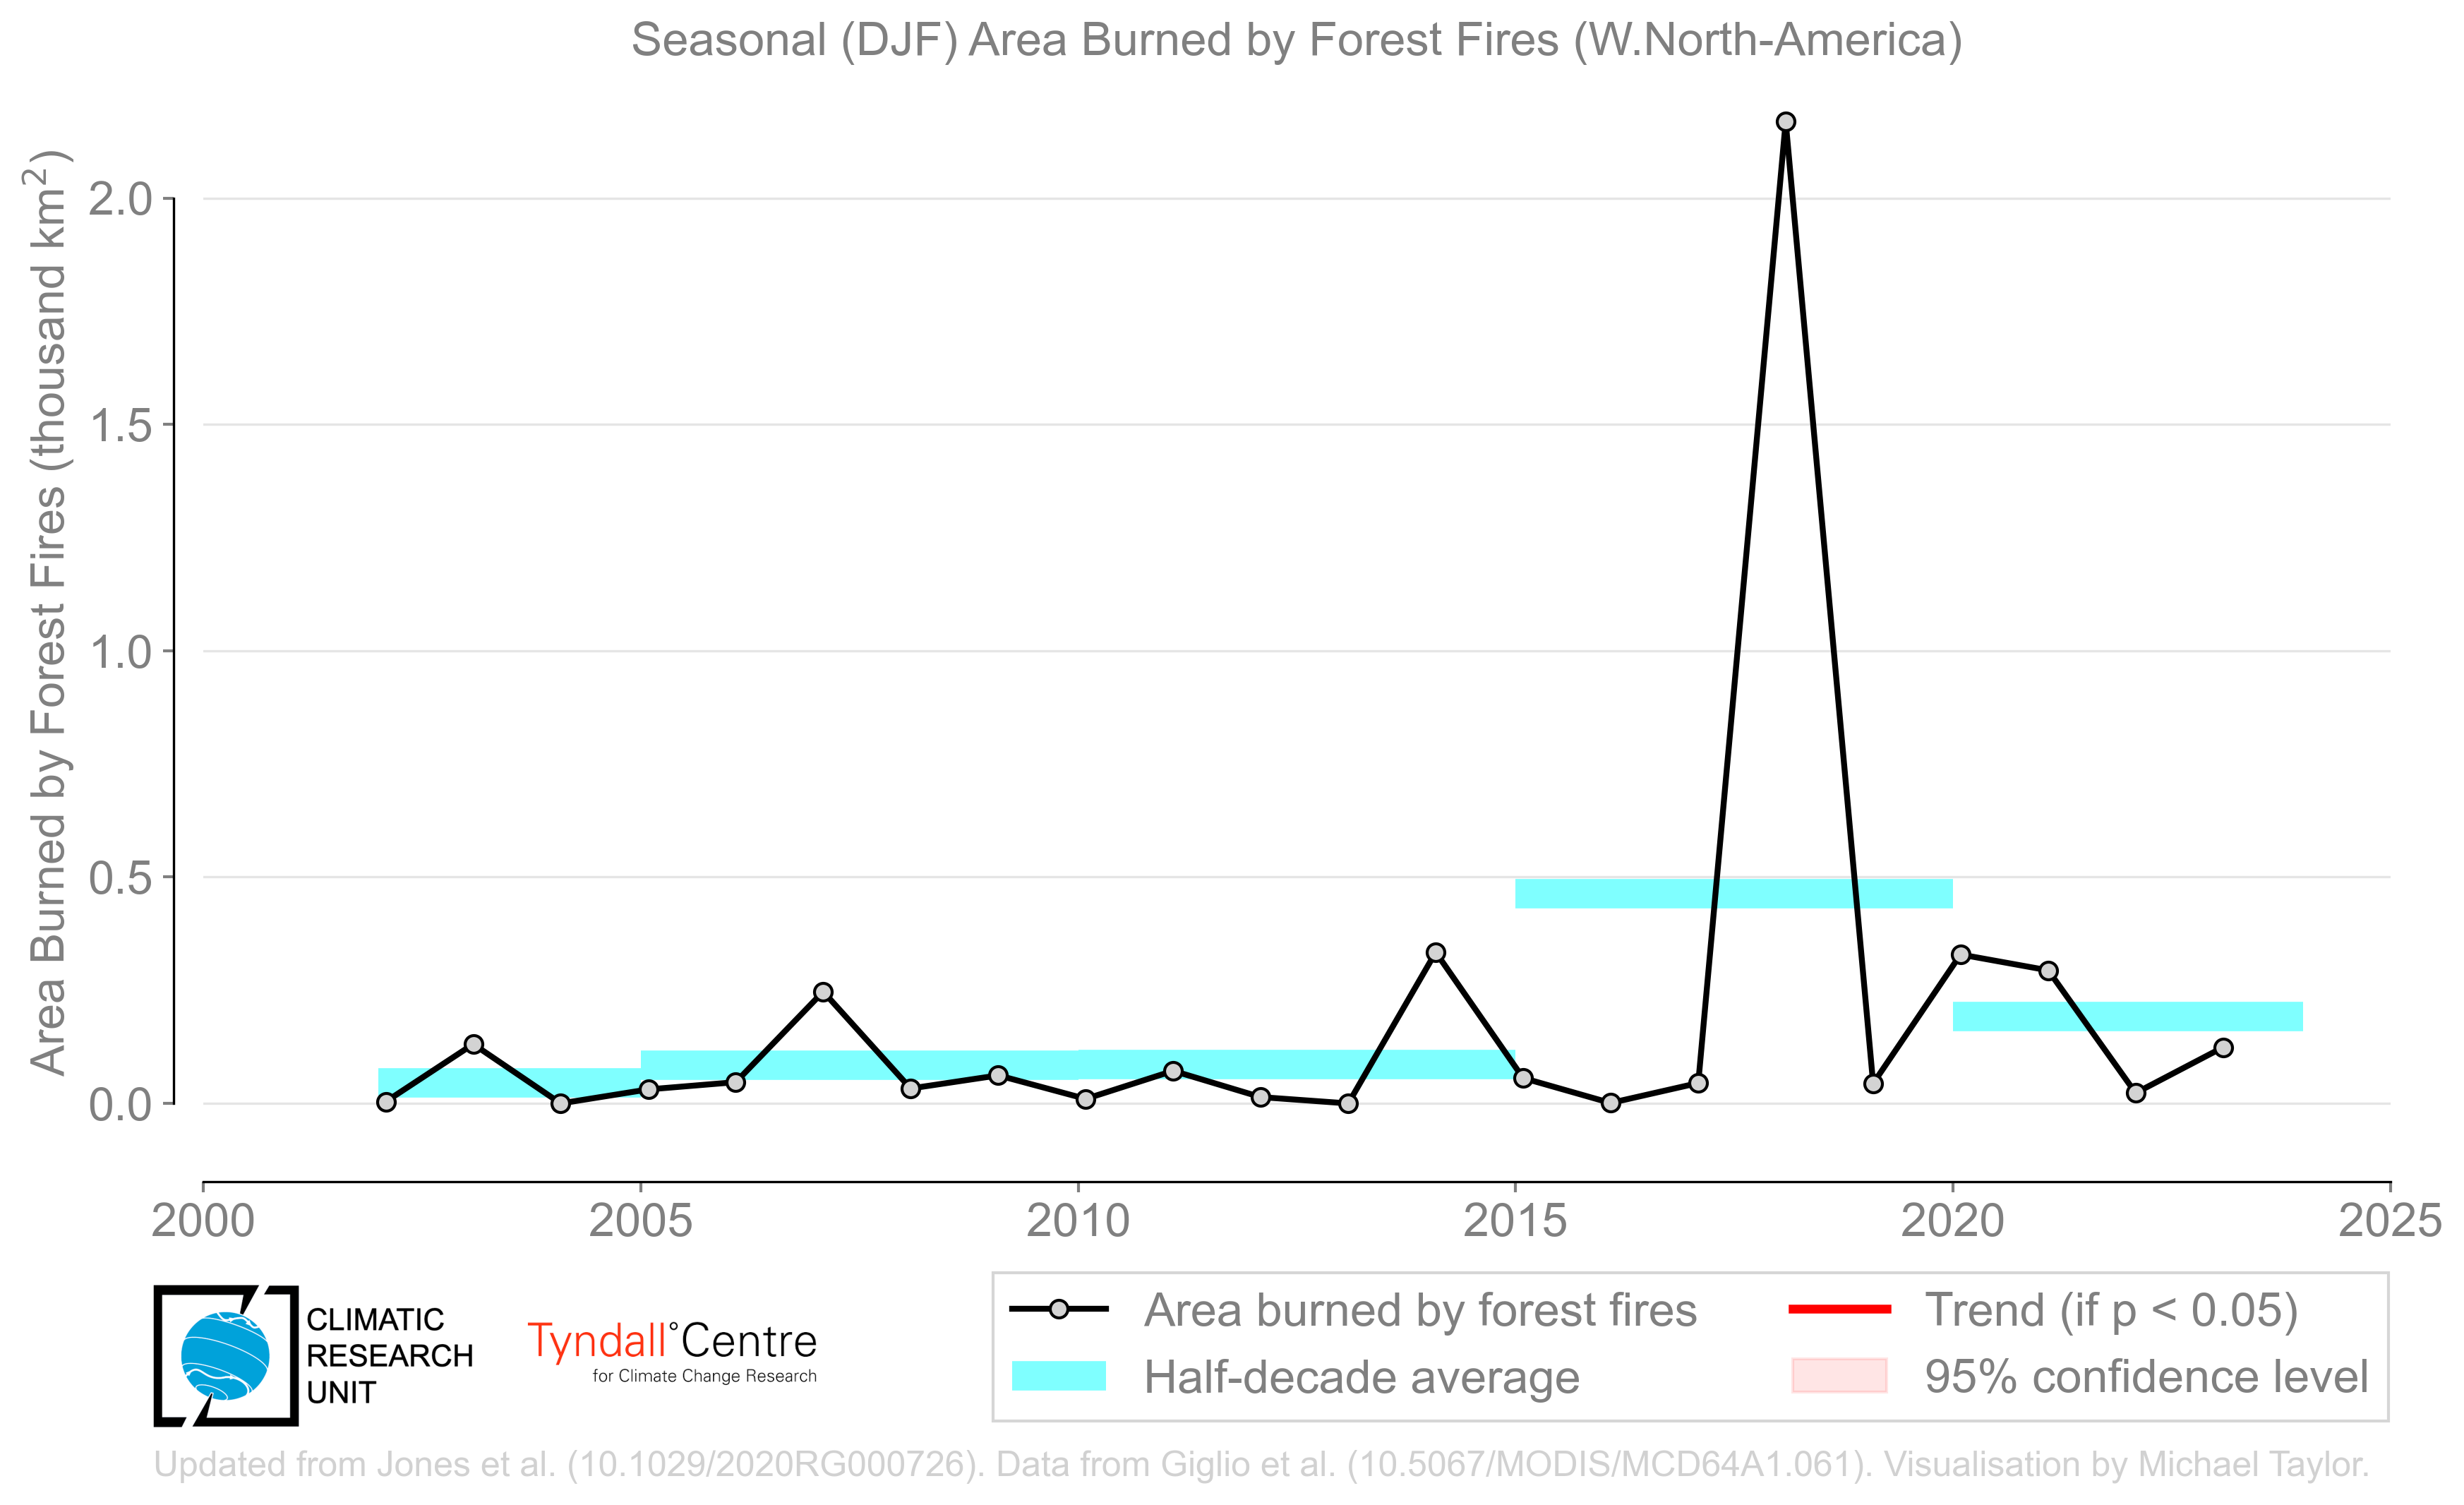 Seasonal (DJF) Area Burned by Forest Fires (W.North-America)
Area Burned by Forest Fires (thousand km²)
2.0
1.5
1.0
0.5
0.0
2000 2005 2010 2015 2020 2025
Area burned by forest fires
Half-decade average
Trend (if p < 0.05)
95% confidence level
CLIMATIC
RESEARCH
UNIT
Tyndall°Centre
for Climate Change Research
Updated from Jones et al. (10.1029/2020RG000726). Data from Giglio et al. (10.5067/MODIS/MCD64A1.061). Visualisation by Michael Taylor.